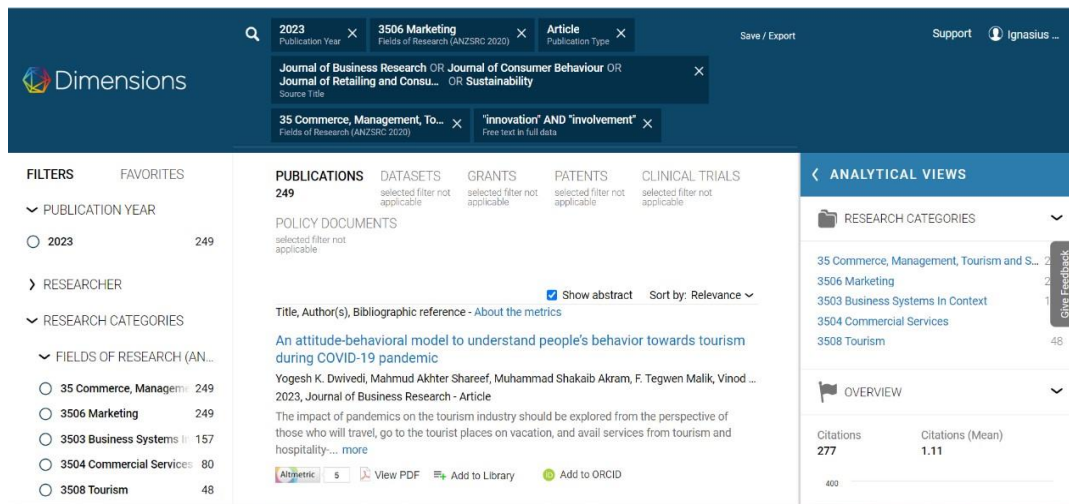 2023
Publication Year
3506 Marketing
Fields of Research (ANZSRC 2020)
Article
Publication Type
Save / Export
Support
Ignasius ...
Dimensions
Journal of Business Research OR Journal of Consumer Behaviour OR
Journal of Retailing and Consu... OR Sustainability
Source Title
35 Commerce, Management, To...
Fields of Research (ANZSRC 2020)
"innovation" AND "involvement"
Free text in full data
FILTERS
FAVORITES
PUBLICATION YEAR
2023 249
RESEARCHER
RESEARCH CATEGORIES
FIELDS OF RESEARCH (AN...
35 Commerce, Managem 249
3506 Marketing 249
3503 Business Systems I 157
3504 Commercial Services 80
3508 Tourism 48
PUBLICATIONS
249
DATASETS
selected filter not
applicable
GRANTS
selected filter not
applicable
PATENTS
selected filter not
applicable
CLINICAL TRIALS
selected filter not
applicable
POLICY DOCUMENTS
selected filter not
applicable
Show abstract Sort by: Relevance
Title, Author(s), Bibliographic reference - About the metrics
An attitude-behavioral model to understand people's behavior towards tourism
during COVID-19 pandemic
Yogesh K. Dwivedi, Mahmud Akhter Shareef, Muhammad Shakaib Akram, F. Tegwen Malik, Vinod ...
2023, Journal of Business Research - Article
The impact of pandemics on the tourism industry should be explored from the perspective of
those who will travel, go to the tourist places on vacation, and avail services from tourism and
hospitality-... more
Altmetric 5 View PDF Add to Library iD Add to ORCID
ANALYTICAL VIEWS
RESEARCH CATEGORIES
35 Commerce, Management, Tourism and S... 2
3506 Marketing 2
3503 Business Systems In Context 1
3504 Commercial Services
3508 Tourism 48
Give Feedback
OVERVIEW
Citations
277
Citations (Mean)
1.11
400